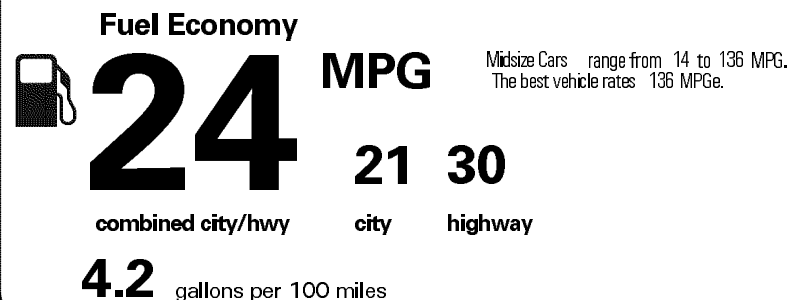 Fuel Economy
24 MPG
Midsize Cars range from 14 to 136 MPG.
The best vehicle rates 136 MPGe.
21 30
combined city/hwy city highway
4.2 gallons per 100 miles